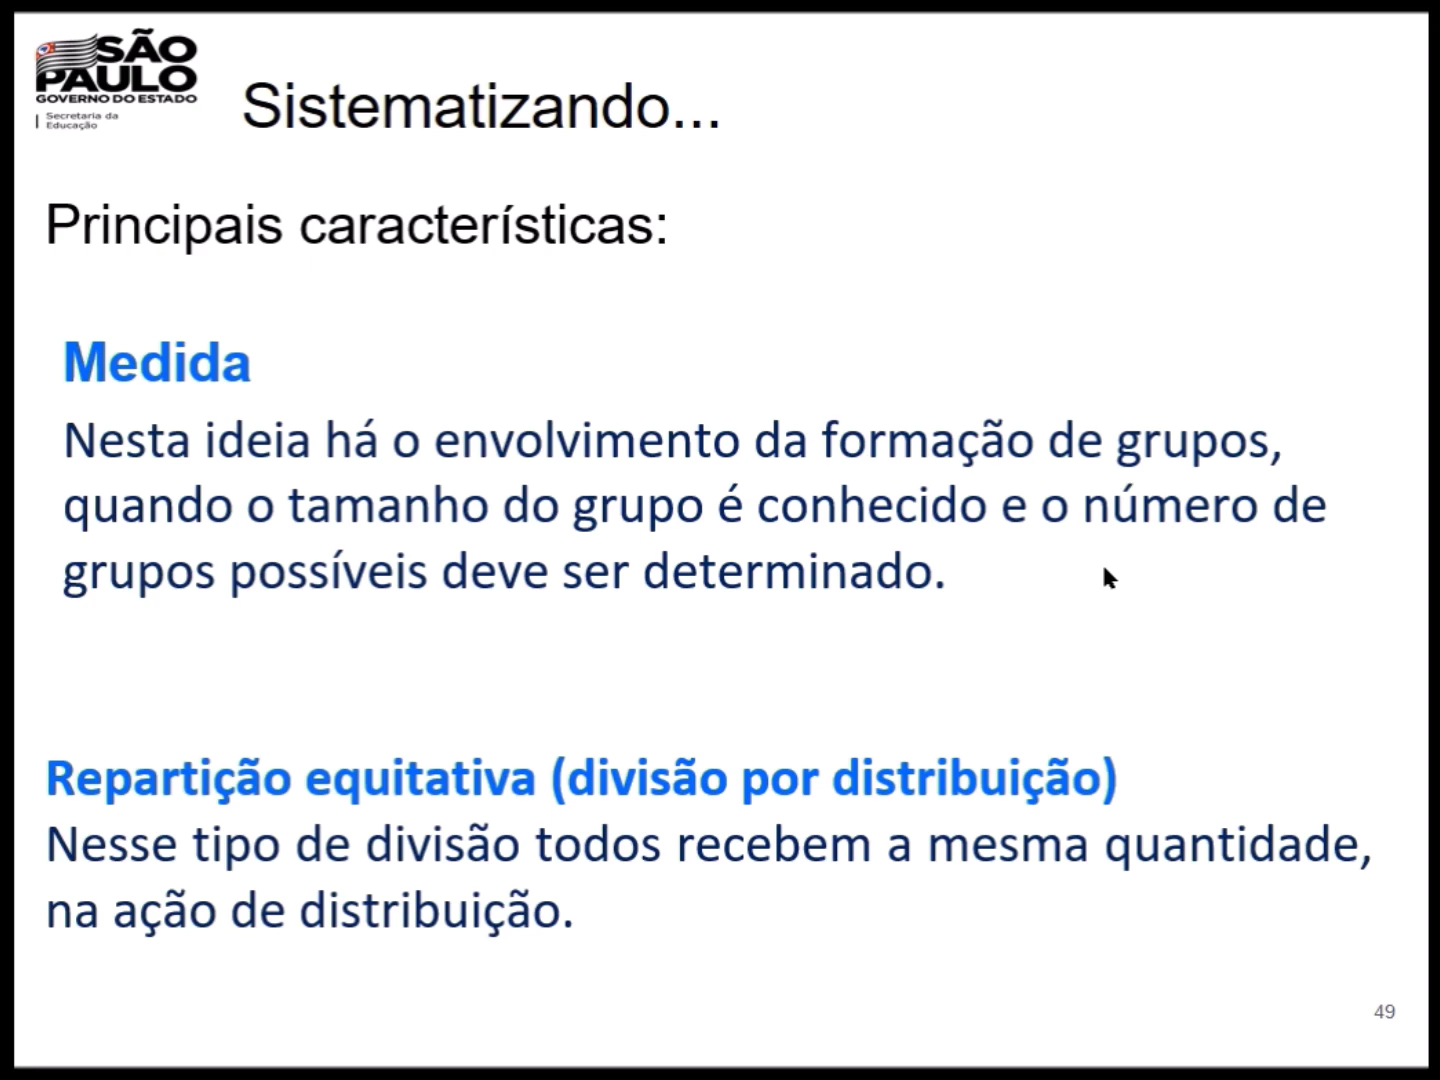 SÃO
PAULO
GOVERNO DO ESTADO
Secretaria da
Educação
Sistematizando...
Principais características:
Medida
Nesta ideia há o envolvimento da formação de grupos,
quando o tamanho do grupo é conhecido e o número de
grupos possíveis deve ser determinado.
Repartição equitativa (divisão por distribuição)
Nesse tipo de divisão todos recebem a mesma quantidade,
na ação de distribuição.
49